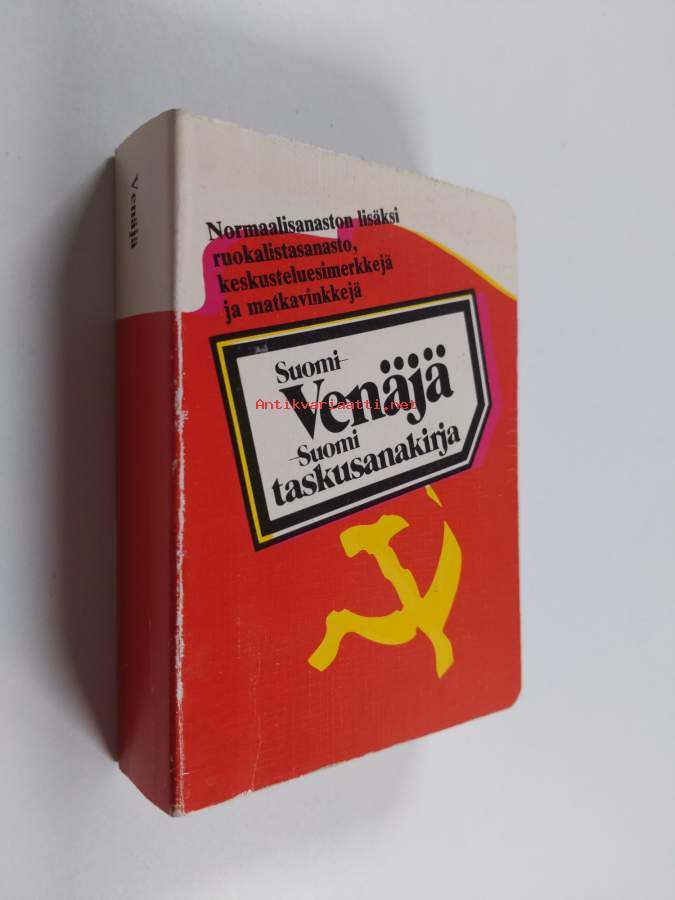 Venäjä
Normaalisanaston lisäksi
ruokalistasanasto,
keskusteluesimerkkejä
ja matkavinkkejä
Suomi-
Venäjä
-Suomi
taskusanakirja
Antikvariaatti.net